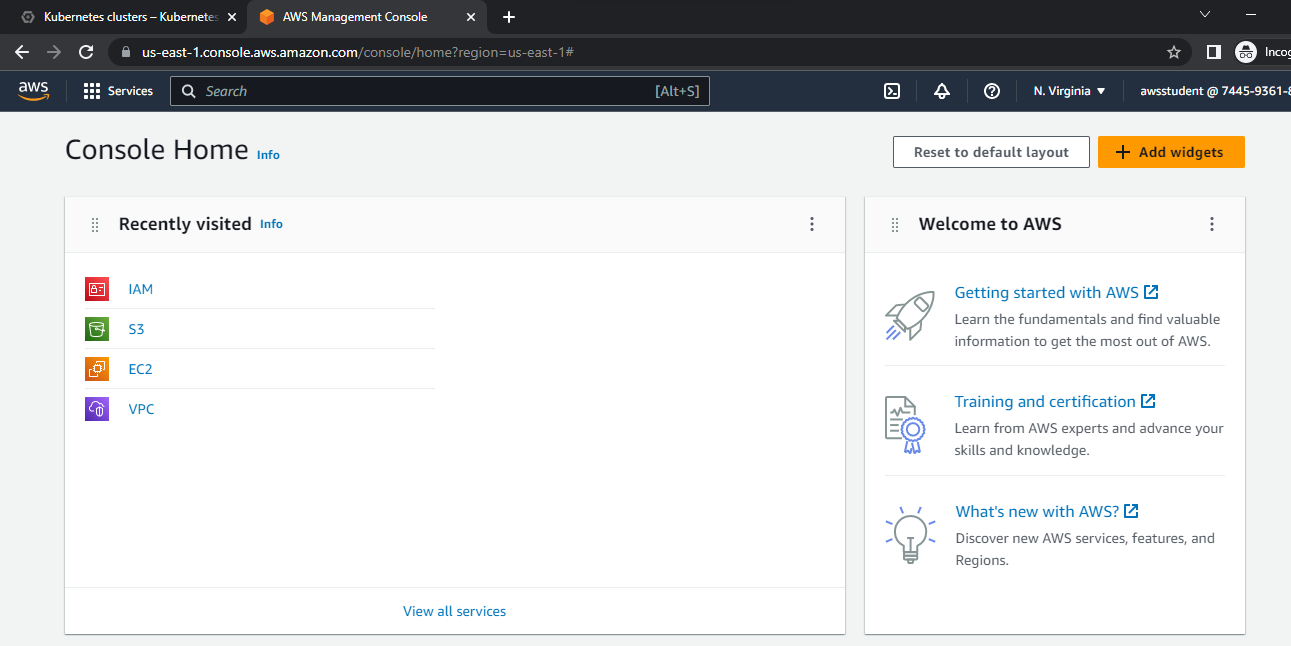 Kubernetes clusters – Kubernetes
AWS Management Console
us-east-1.console.aws.amazon.com/console/home?region=us-east-1#
Incog
aws
Services
Search
[Alt+S]
N. Virginia
awsstudent @ 7445-9361-8
Console Home
Info
Reset to default layout
Add widgets
Recently visited
Info
IAM
S3
EC2
VPC
View all services
Welcome to AWS
Getting started with AWS
Learn the fundamentals and find valuable
information to get the most out of AWS.
Training and certification
Learn from AWS experts and advance your
skills and knowledge.
What's new with AWS?
Discover new AWS services, features, and
Regions.